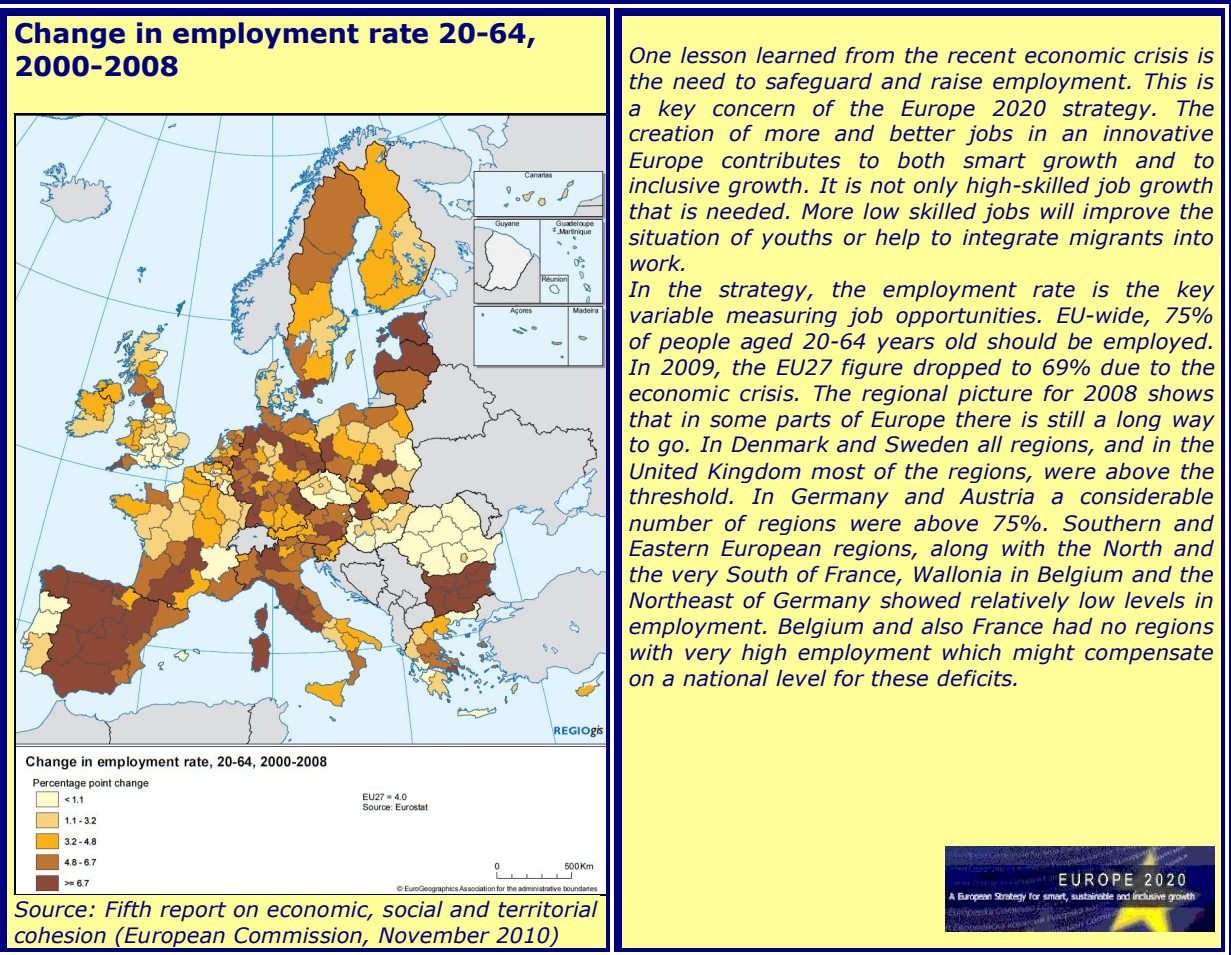 Change in employment rate 20-64,
2000-2008
Canarias
Guyane
Guadeloupe
Martinique
Réunion
Açores
Madeira
REGIOgis
Change in employment rate, 20-64, 2000-2008
Percentage point change
< 1.1
1.1 - 3.2
3.2 - 4.8
4.8 - 6.7
>= 6.7
EU27 = 4.0
Source: Eurostat
0
500 Km
© EuroGeographics Association for the administrative boundaries
Source: Fifth report on economic, social and territorial
cohesion (European Commission, November 2010)
One lesson learned from the recent economic crisis is
the need to safeguard and raise employment. This is
a key concern of the Europe 2020 strategy. The
creation of more and better jobs in an innovative
Europe contributes to both smart growth and to
inclusive growth. It is not only high-skilled job growth
that is needed. More low skilled jobs will improve the
situation of youths or help to integrate migrants into
work.
In the strategy, the employment rate is the key
variable measuring job opportunities. EU-wide, 75%
of people aged 20-64 years old should be employed.
In 2009, the EU27 figure dropped to 69% due to the
economic crisis. The regional picture for 2008 shows
that in some parts of Europe there is still a long way
to go. In Denmark and Sweden all regions, and in the
United Kingdom most of the regions, were above the
threshold. In Germany and Austria a considerable
number of regions were above 75%. Southern and
Eastern European regions, along with the North and
the very South of France, Wallonia in Belgium and the
Northeast of Germany showed relatively low levels in
employment. Belgium and also France had no regions
with very high employment which might compensate
on a national level for these deficits.
EUROPE 2020
A European Strategy for smart, sustainable and inclusive growth